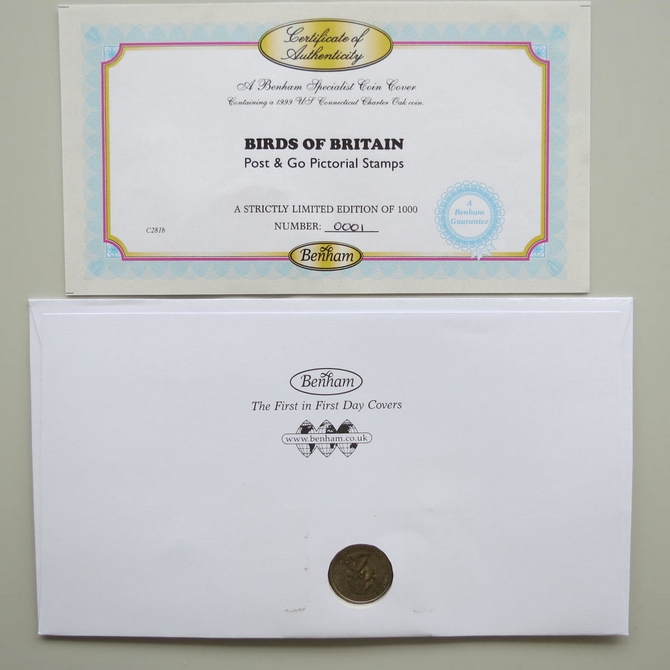 Certificate of
Authenticity
A Benham Specialist Coin Cover
Containing a 1999 US Connecticut Charter Oak coin.
BIRDS OF BRITAIN
Post & Go Pictorial Stamps
A STRICTLY LIMITED EDITION OF 1000
NUMBER: 0001
C281b
A
Benham
Guarantee
Benham
Benham
The First in First Day Covers
www.benham.co.uk